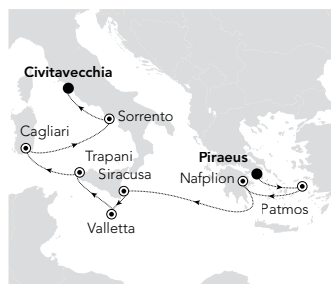 Civitavecchia
Sorrento
Cagliari
Trapani
Piraeus
Siracusa
Nafplion
Patmos
Valletta